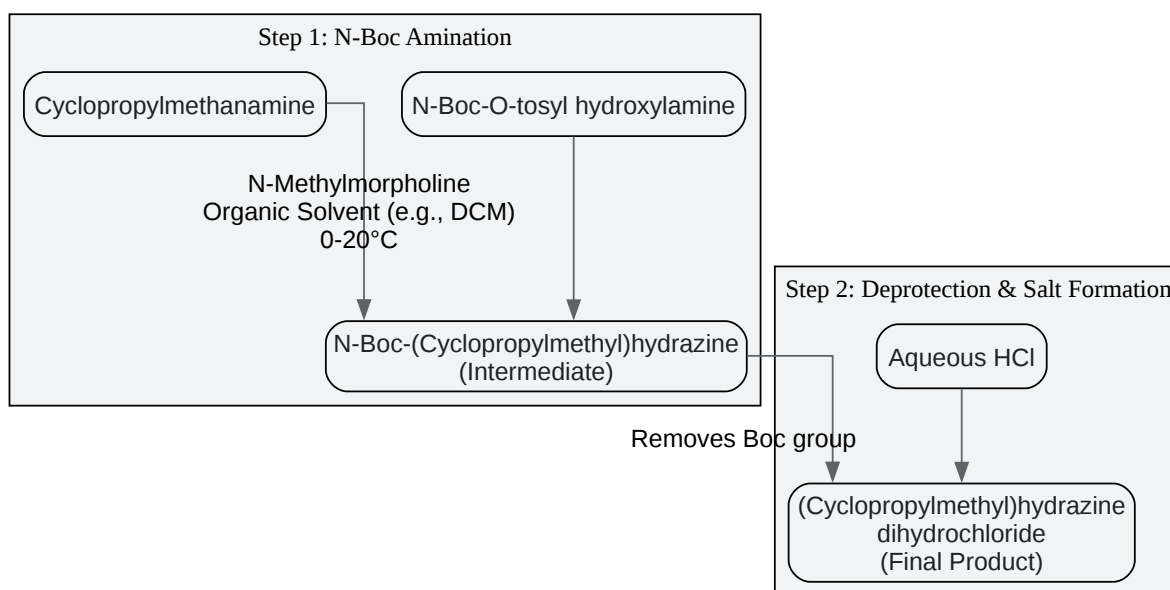 Step 1: N-Boc Amination
Cyclopropylmethanamine
N-Boc-O-tosyl hydroxylamine
N-Methylmorpholine
Organic Solvent (e.g., DCM)
0-20°C
N-Boc-(Cyclopropylmethyl)hydrazine
(Intermediate)
Step 2: Deprotection & Salt Formation
Aqueous HCl
Removes Boc group
(Cyclopropylmethyl)hydrazine
dihydrochloride
(Final Product)